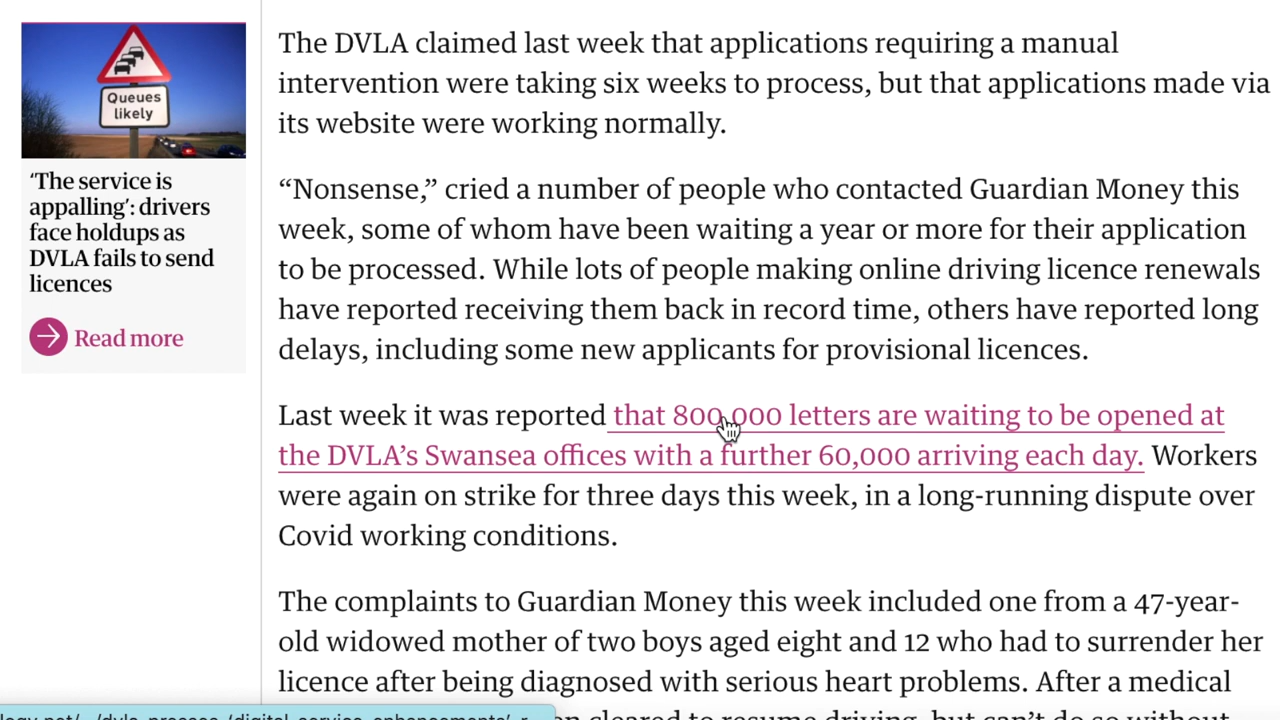 Queues
likely
‘The service is
appalling’: drivers
face holdups as
DVLA fails to send
licences
Read more
The DVLA claimed last week that applications requiring a manual
intervention were taking six weeks to process, but that applications made via
its website were working normally.
“Nonsense,” cried a number of people who contacted Guardian Money this
week, some of whom have been waiting a year or more for their application
to be processed. While lots of people making online driving licence renewals
have reported receiving them back in record time, others have reported long
delays, including some new applicants for provisional licences.
Last week it was reported that 800,000 letters are waiting to be opened at
the DVLA’s Swansea offices with a further 60,000 arriving each day. Workers
were again on strike for three days this week, in a long-running dispute over
Covid working conditions.
The complaints to Guardian Money this week included one from a 47-year-
old widowed mother of two boys aged eight and 12 who had to surrender her
licence after being diagnosed with serious heart problems. After a medical
cleared to resume driving, but can’t do so without